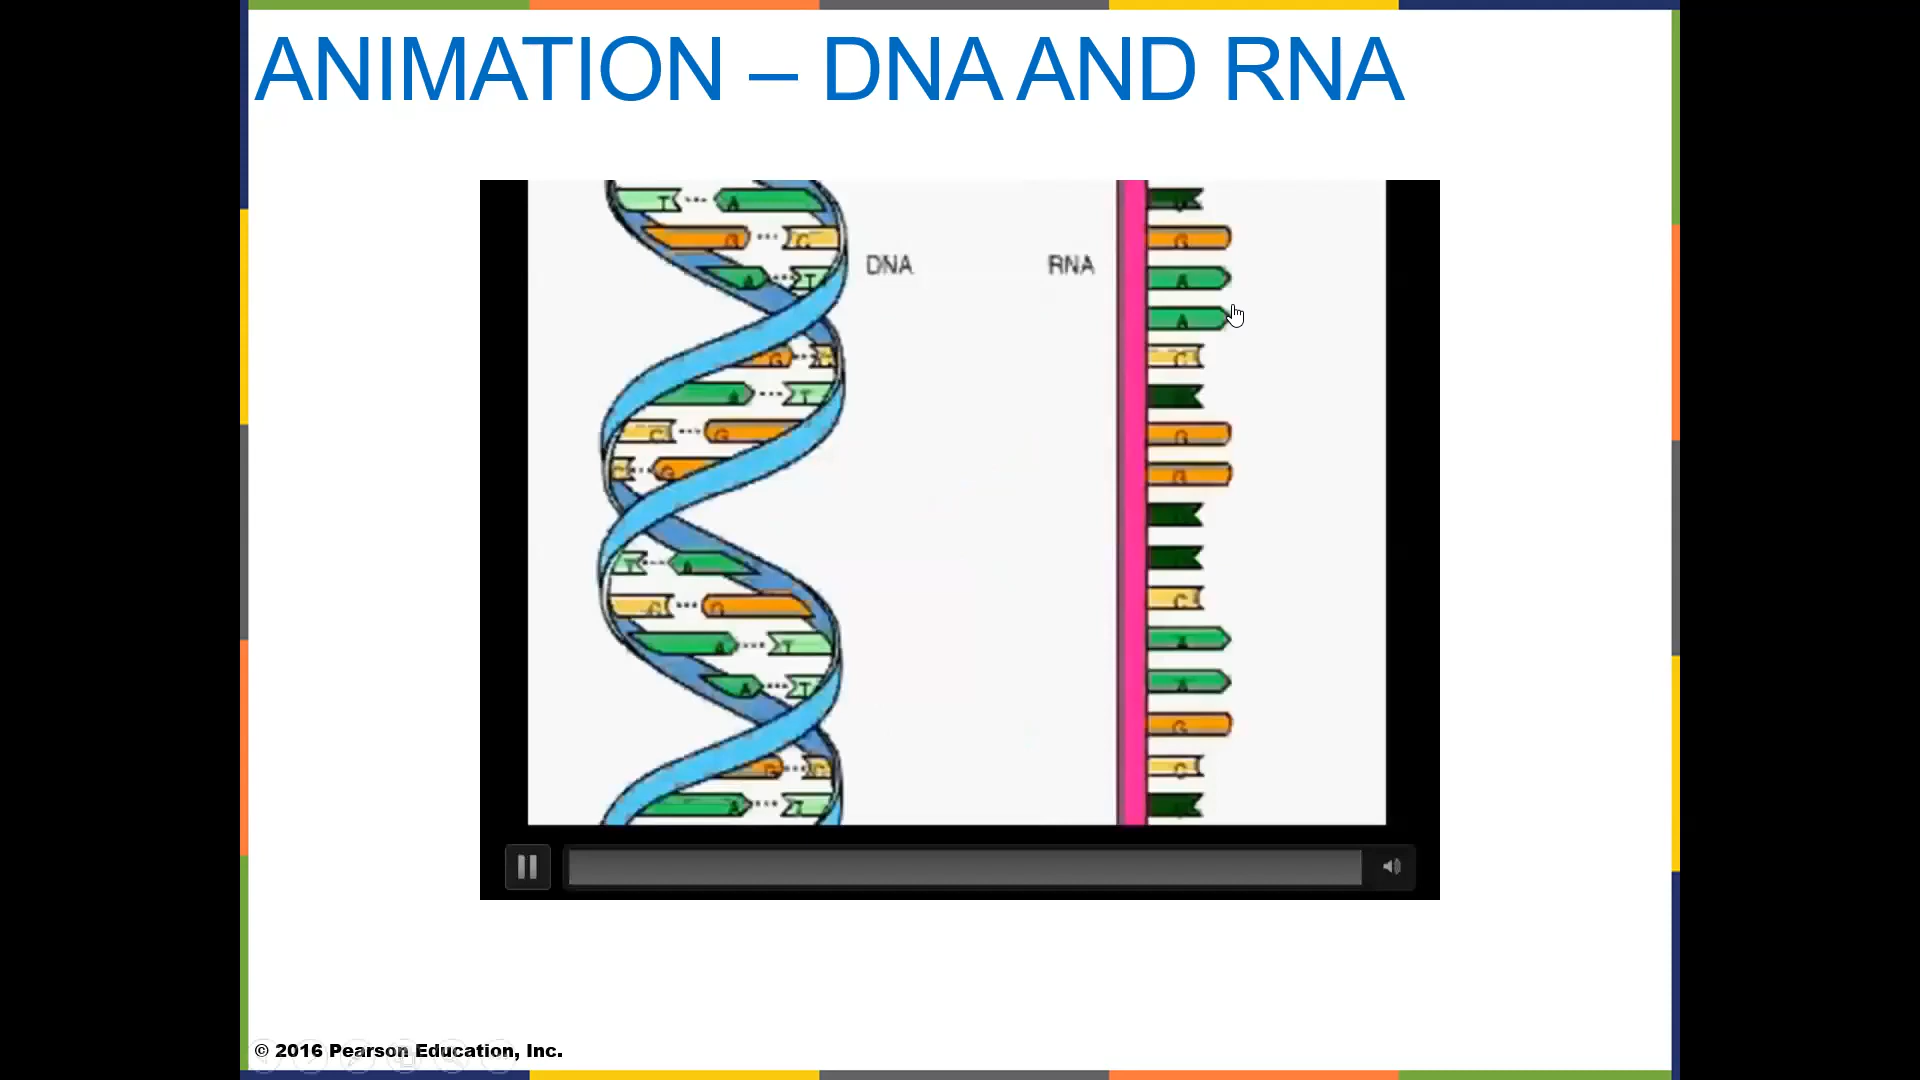 ANIMATION – DNA AND RNA
T A
G C
A T
DNA
RNA
G
A T
C G
C G
T A
C G
A T
A T
G C
A T
G
A
A
C
G
G
C
A
A
G
C
© 2016 Pearson Education, Inc.